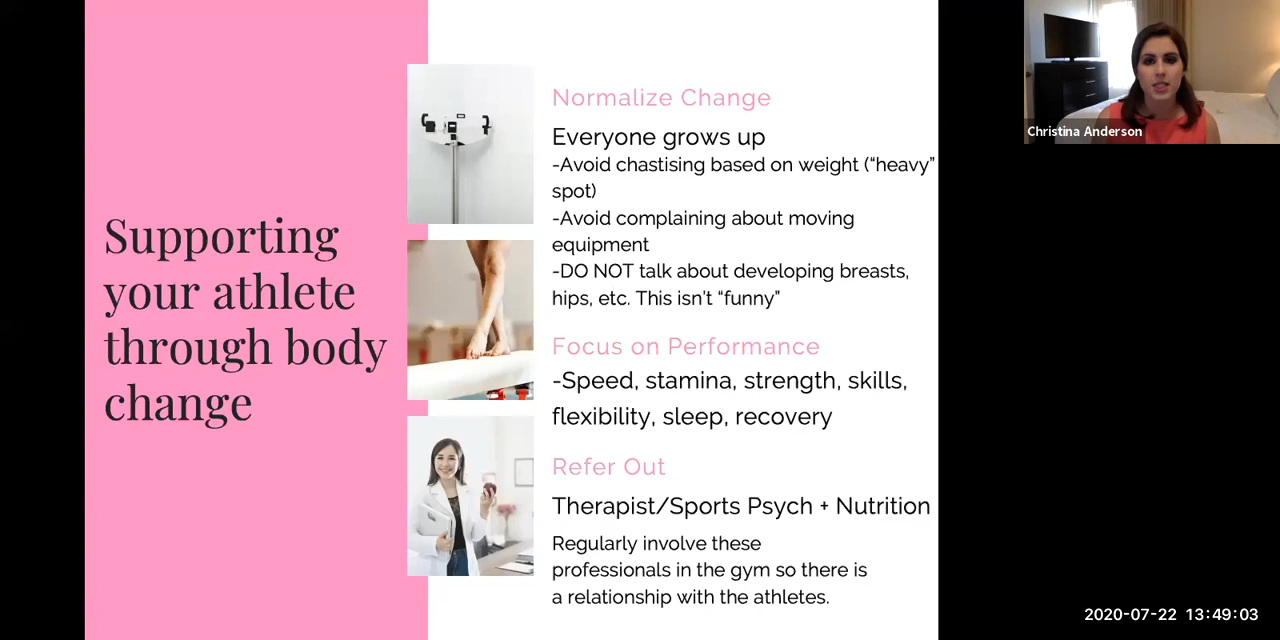 Supporting
your athlete
through body
change
Normalize Change
Everyone grows up
-Avoid chastising based on weight (“heavy”
spot)
-Avoid complaining about moving
equipment
-DO NOT talk about developing breasts,
hips, etc. This isn’t “funny”
Focus on Performance
-Speed, stamina, strength, skills,
flexibility, sleep, recovery
Refer Out
Therapist/Sports Psych + Nutrition
Regularly involve these
professionals in the gym so there is
a relationship with the athletes.
Christina Anderson
2020-07-22 13:49:03